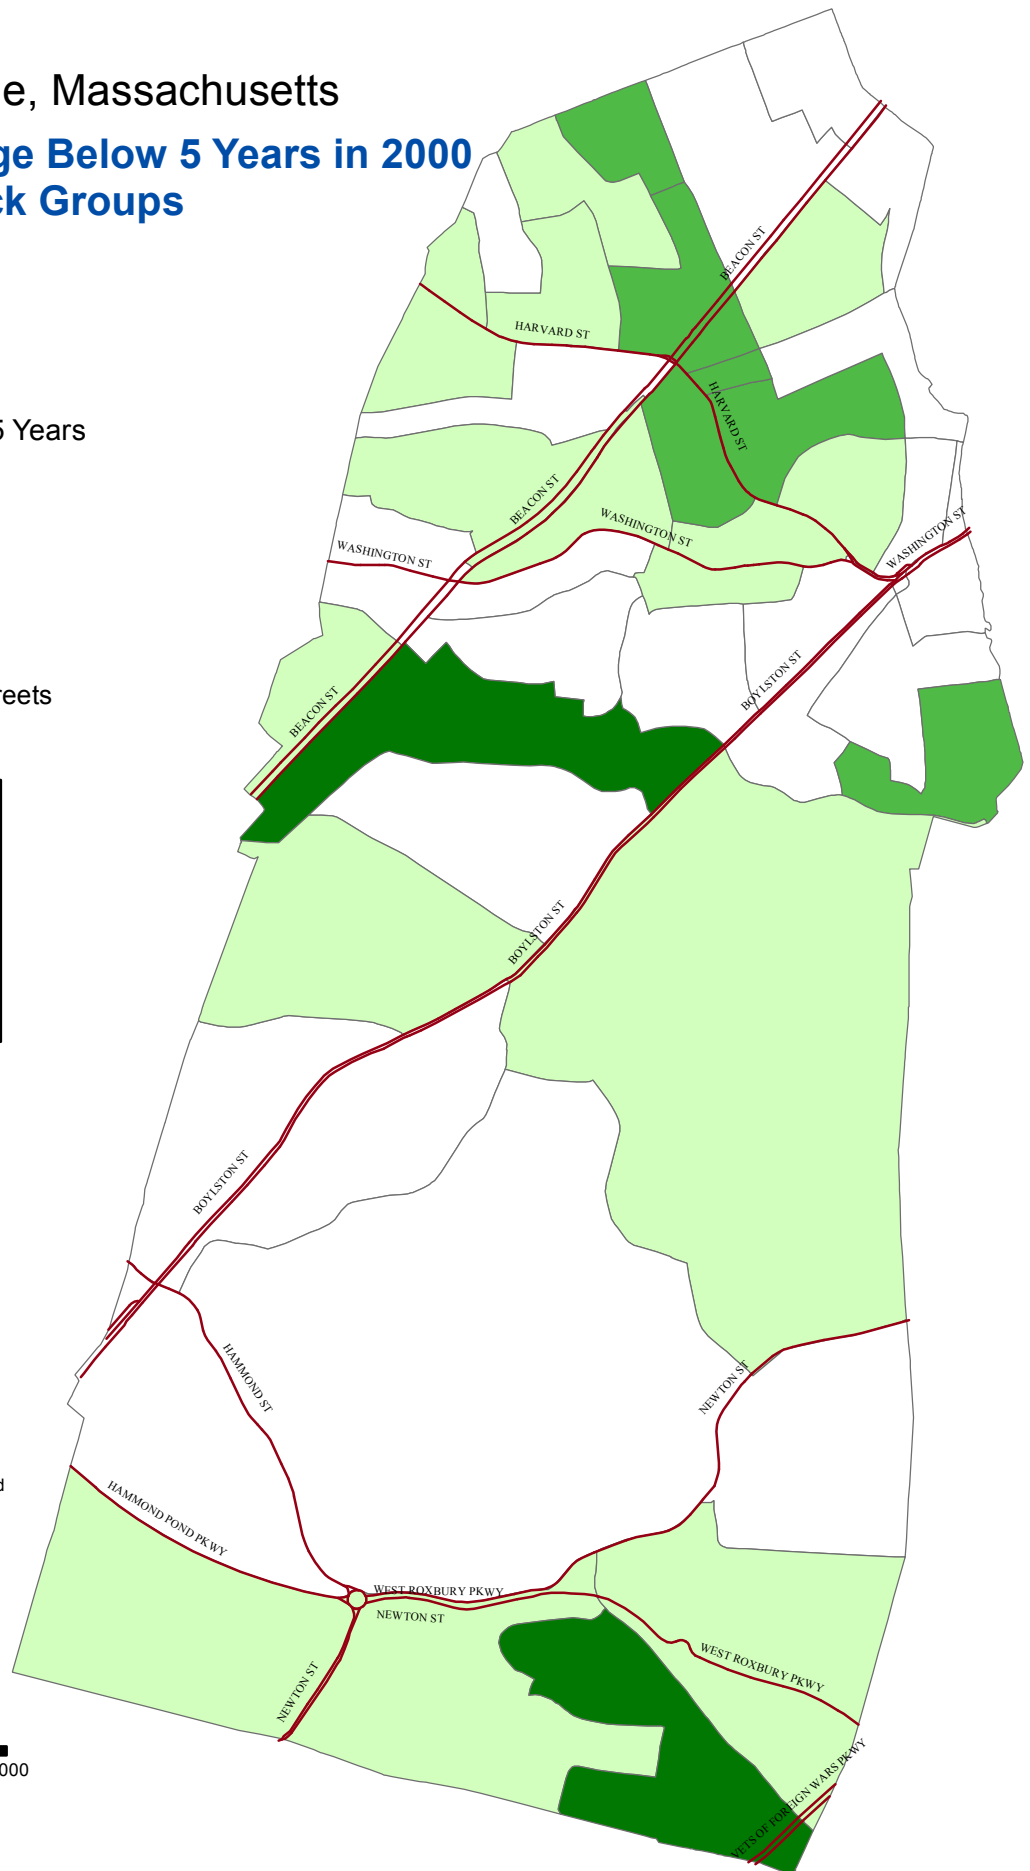 e, Massachusetts
ge Below 5 Years in 2000
ck Groups
BEACON ST
HARVARD ST
HARVARD ST
5 Years
BEACON ST
WASHINGTON ST
WASHINGTON ST
WASHINGTON ST
BOYLSTON ST
reets
BEACON ST
BOYLSTON ST
BOYLSTON ST
HAMMOND ST
NEWTON ST
d
HAMMOND POND PKWY
WEST ROXBURY PKWY
NEWTON ST
WEST ROXBURY PKWY
NEWTON ST
000
VETS OF FOREIGN WARS PKWY